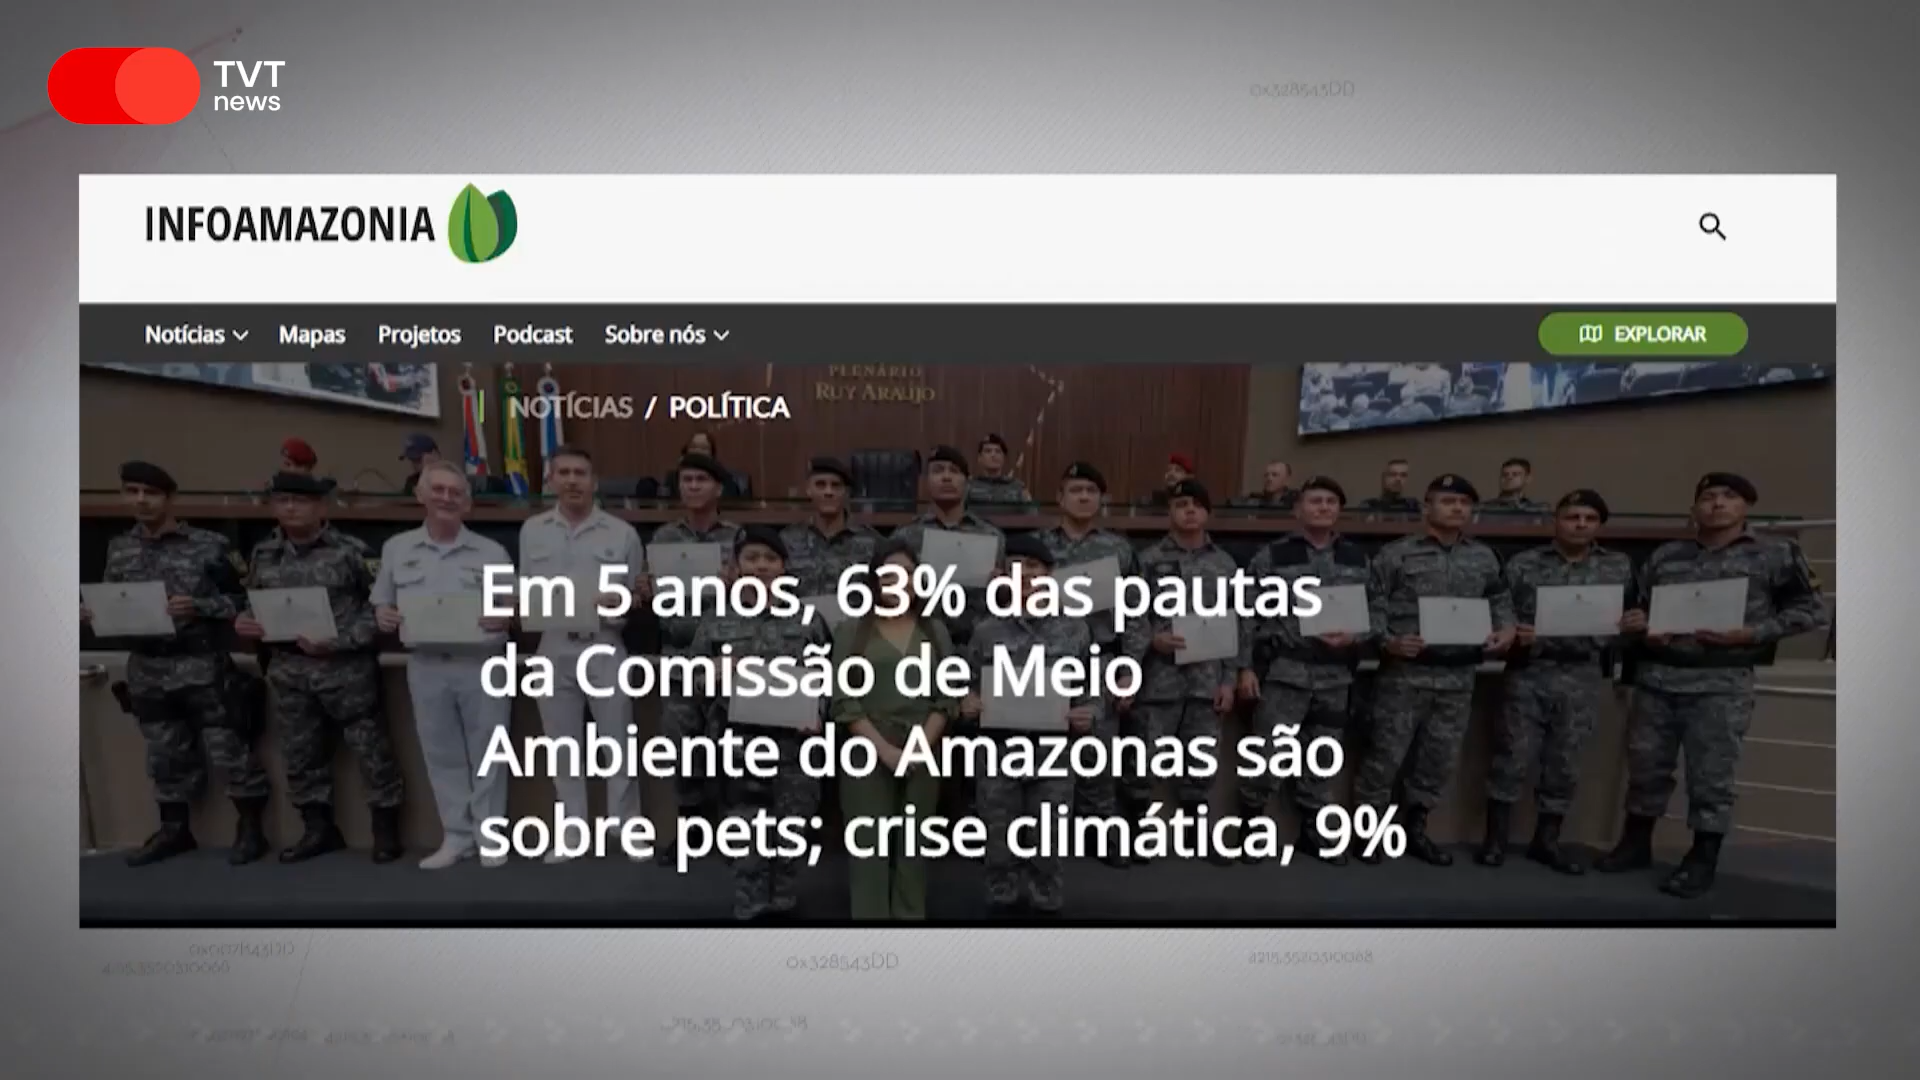 TVT
news
0x328543DD
INFOAMAZONIA
Notícias
Mapas
Projetos
Podcast
Sobre nós
EXPLORAR
PLENÁRIO
RUY ARAUJO
NOTÍCIAS / POLÍTICA
Em 5 anos, 63% das pautas
da Comissão de Meio
Ambiente do Amazonas são
sobre pets; crise climática, 9%
0x328543DD